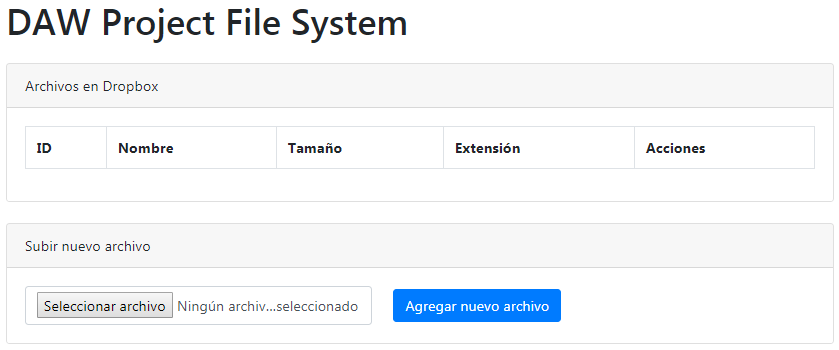 DAW Project File System
Archivos en Dropbox
ID Nombre Tamaño Extensión Acciones
Subir nuevo archivo
Seleccionar archivo Ningún archiv...seleccionado Agregar nuevo archivo